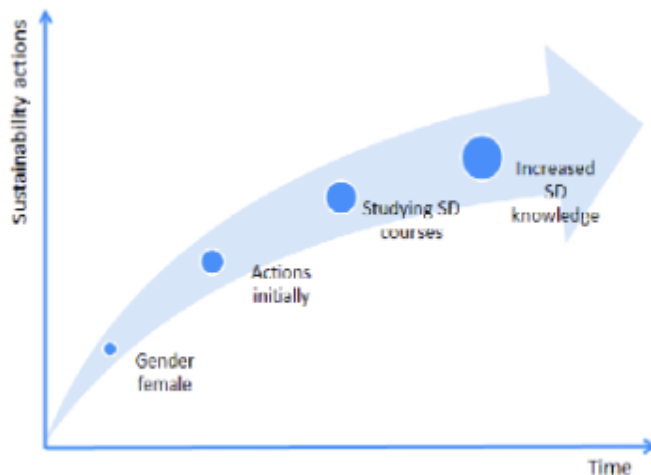 Sustainability actions
Increased
SD
knowledge
Studying SD
courses
Actions
initially
Gender
female
Time